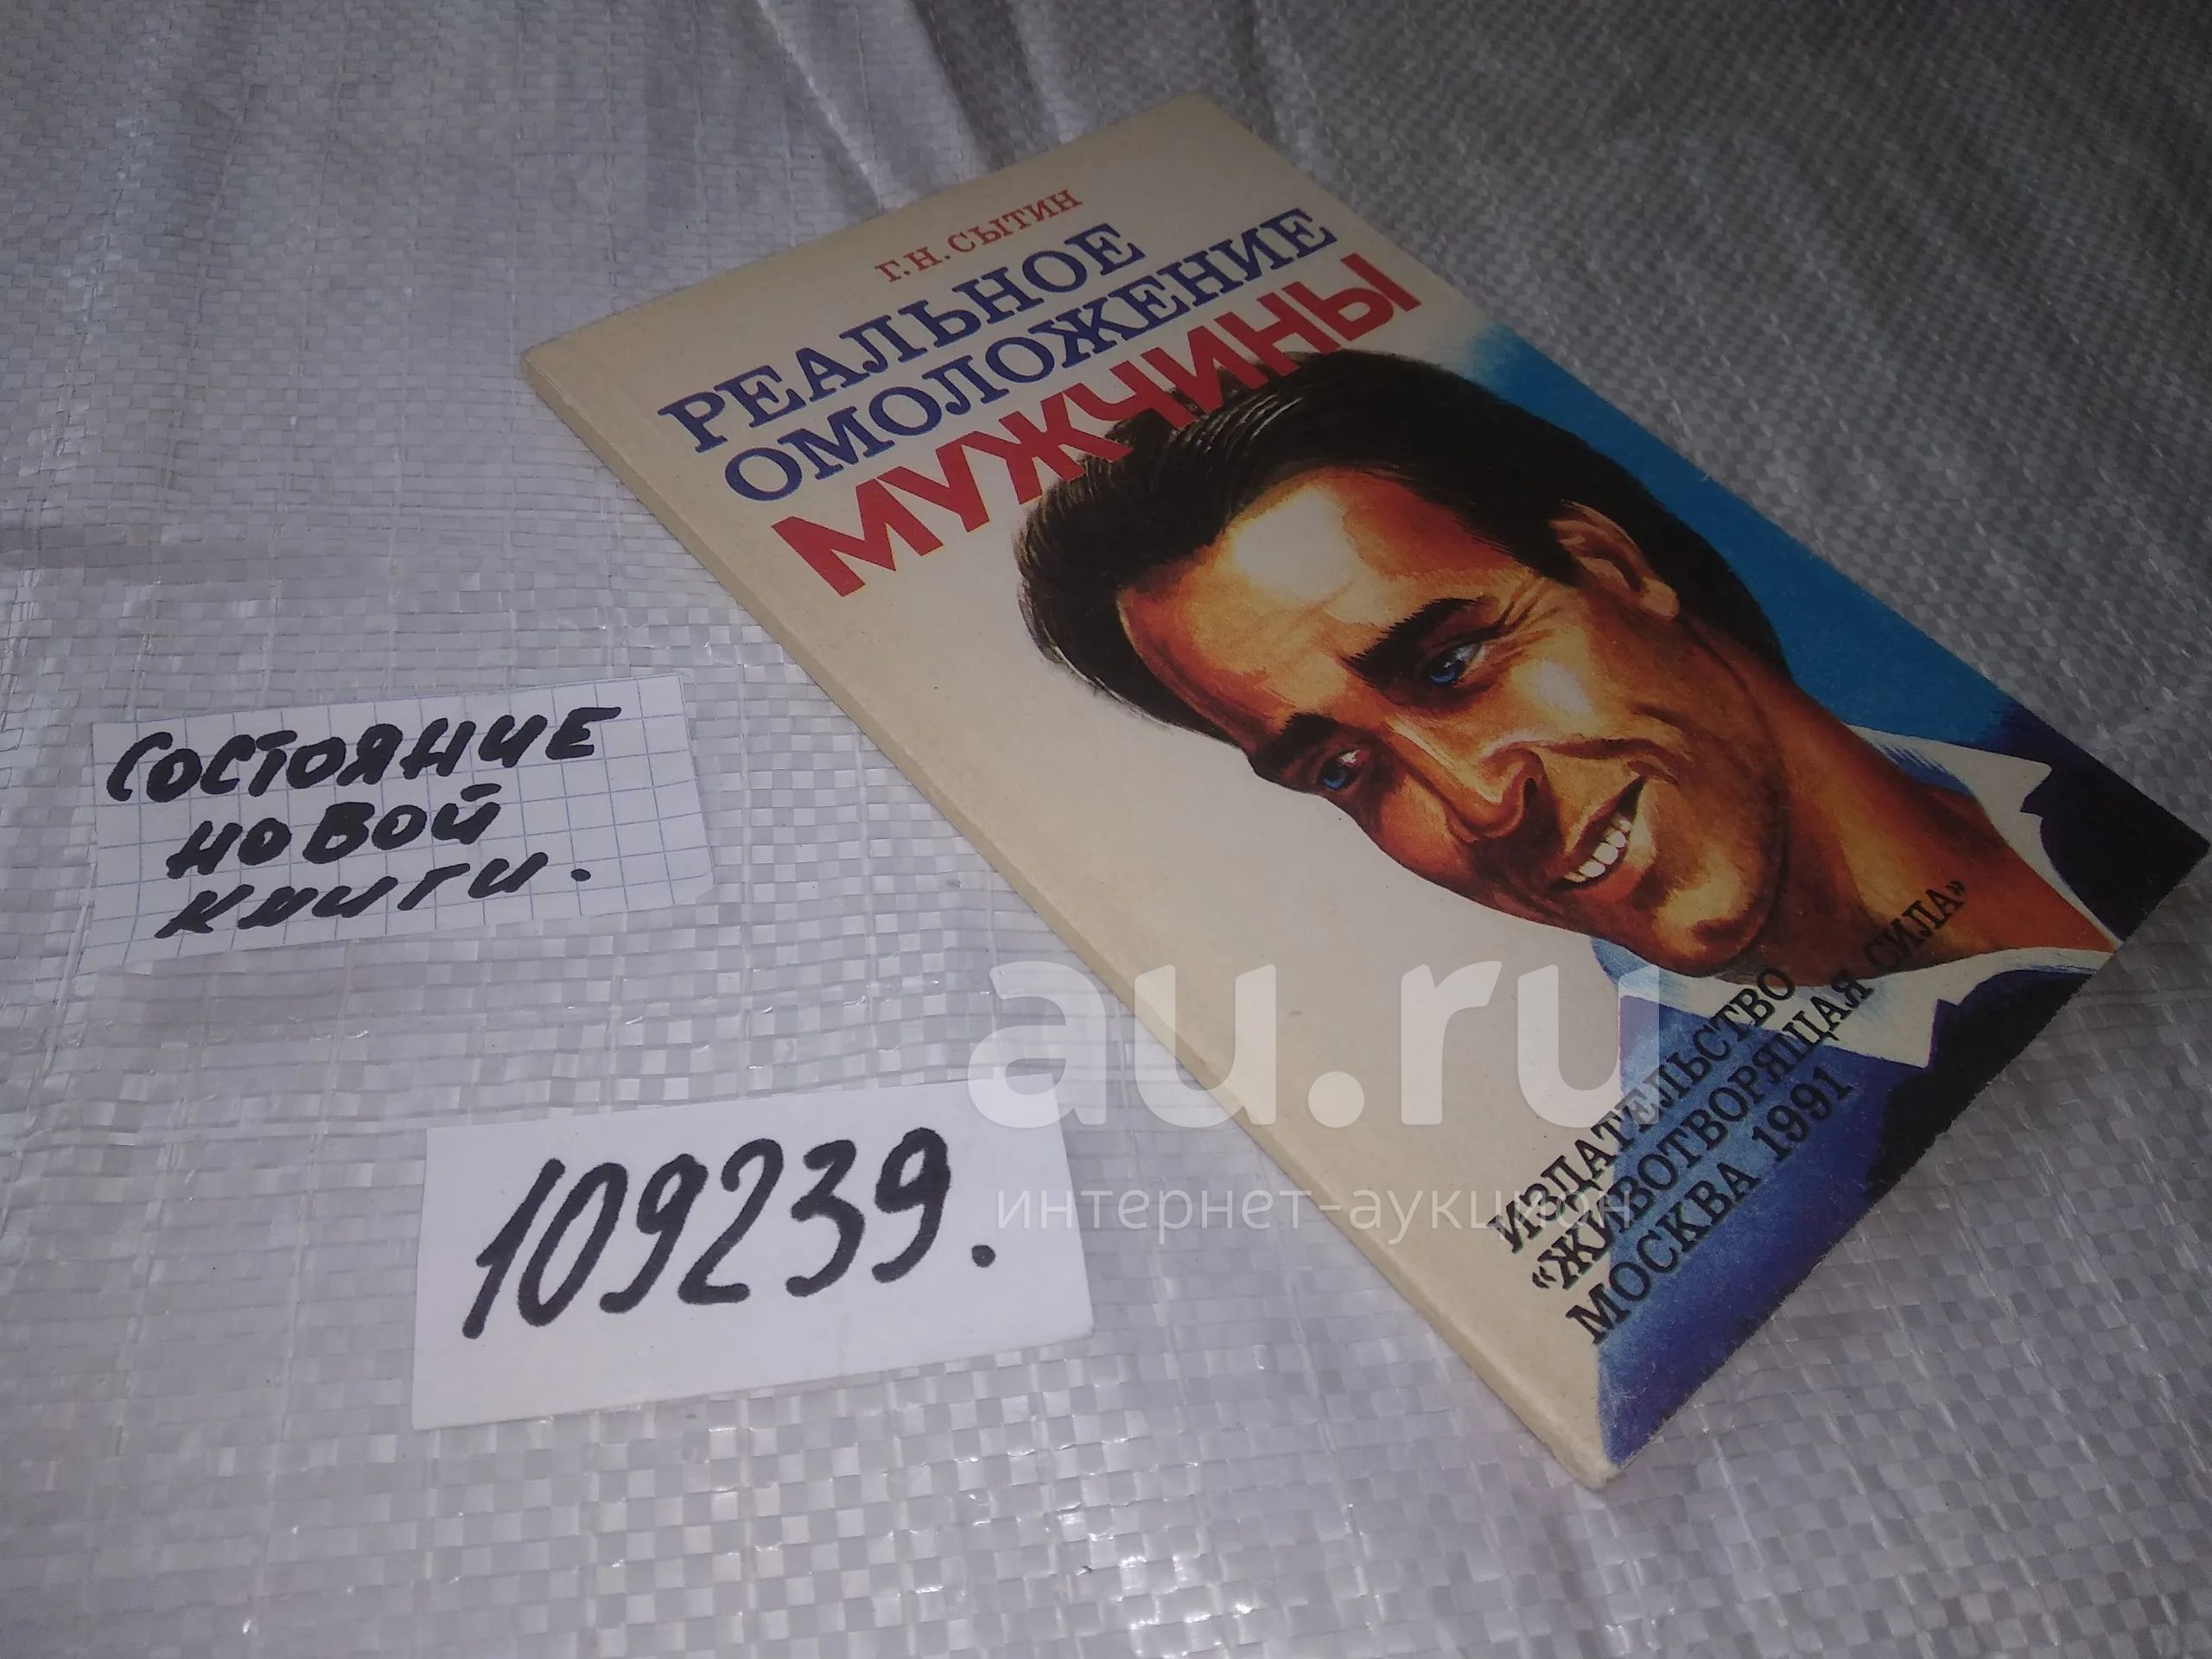 Г.Н. СЫТИН
РЕАЛЬНОЕ
ОМОЛОЖЕНИЕ
МУЖЧИНЫ
СОСТОЯНИЕ
НОВОЙ
КНИГИ.
109239.
ИЗДАТЕЛЬСТВО
«ЖИВОТВОРЯЩАЯ СИЛА»
МОСКВА 1991
au.ru
интернет-аукцион